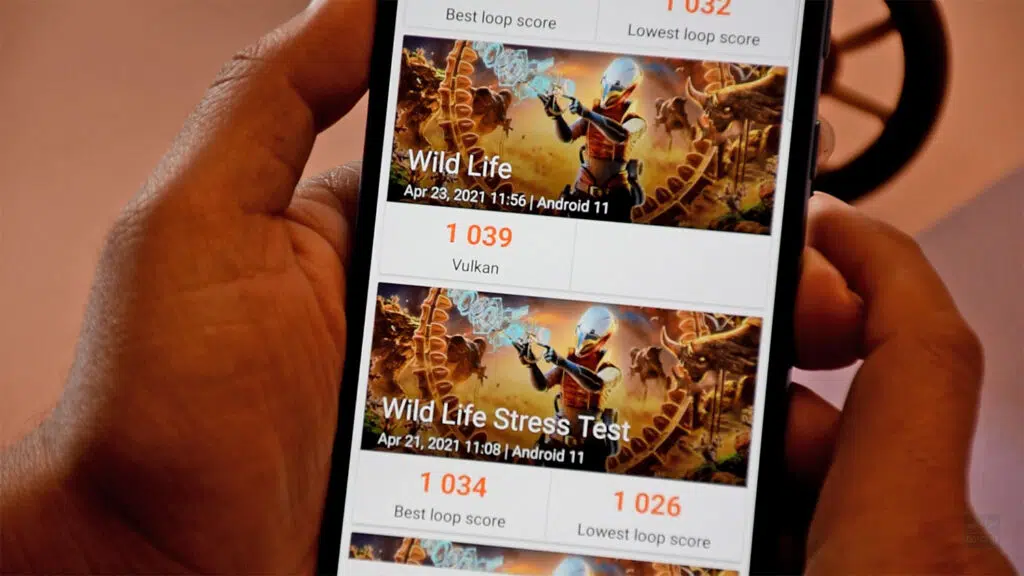 1 032
Best loop score
Lowest loop score
Wild Life
Apr 23, 2021 11:56 | Android 11
1 039
Vulkan
Wild Life Stress Test
Apr 21, 2021 11:08 | Android 11
1 034
1 026
Best loop score
Lowest loop score